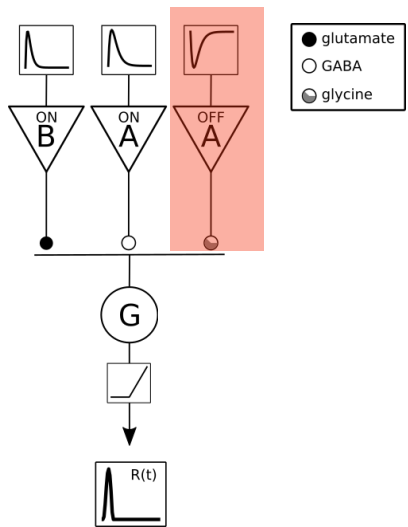 glutamate
GABA
glycine
ON
B
ON
A
OFF
A
G
R(t)